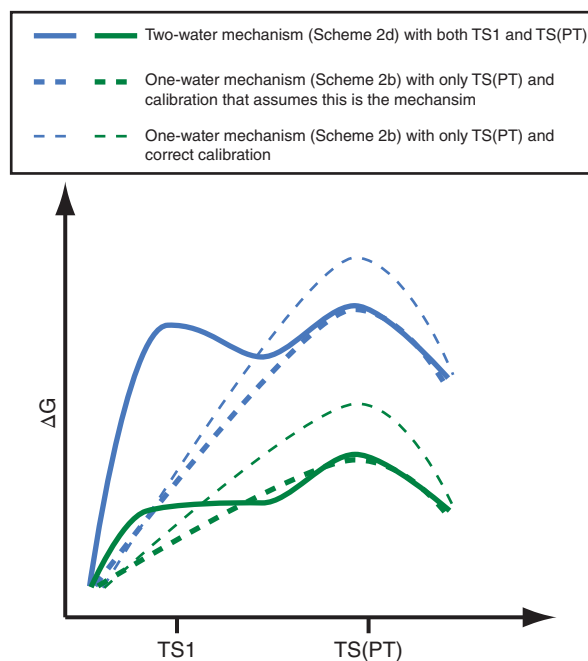 Two-water mechanism (Scheme 2d) with both TS1 and TS(PT)
One-water mechanism (Scheme 2b) with only TS(PT) and
calibration that assumes this is the mechansim
One-water mechanism (Scheme 2b) with only TS(PT) and
correct calibration
ΔG
TS1
TS(PT)